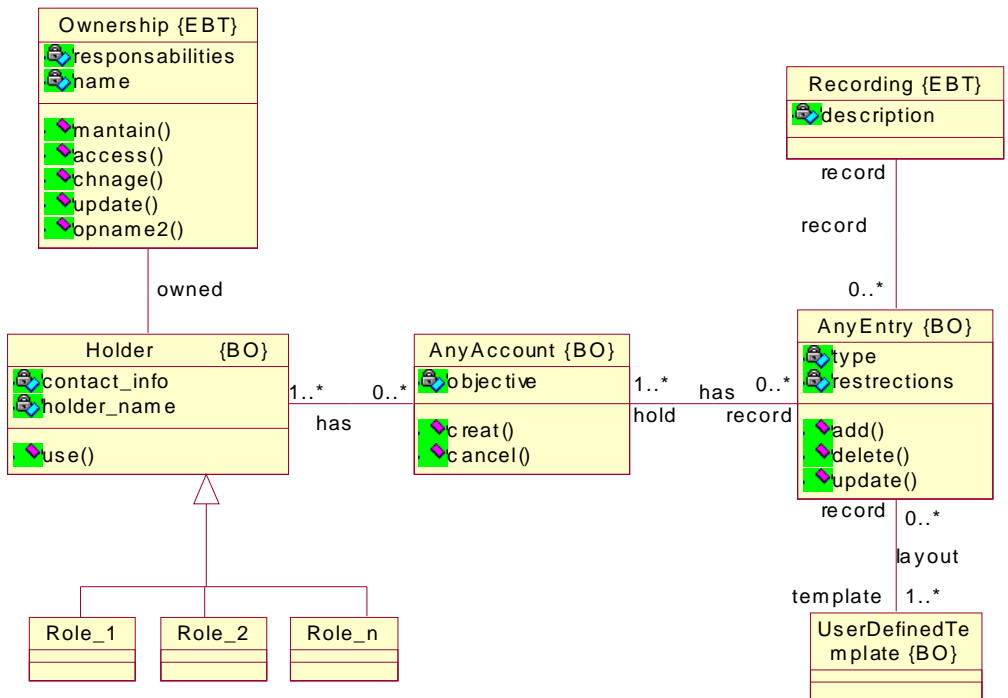 Ownership {EBT}
responsabilities
name
mantain()
access()
chnage()
update()
opname2()
owned
Recording {EBT}
description
record
record
0..*
Holder {BO}
contact_info
holder_name
use()
1..*
0..*
has
AnyAccount {BO}
objective
creat()
cancel()
1..*
has
0..*
hold
record
AnyEntry {BO}
type
restrections
add()
delete()
update()
record
0..*
layout
template
1..*
UserDefinedTe
mplate {BO}
Role_1
Role_2
Role_n